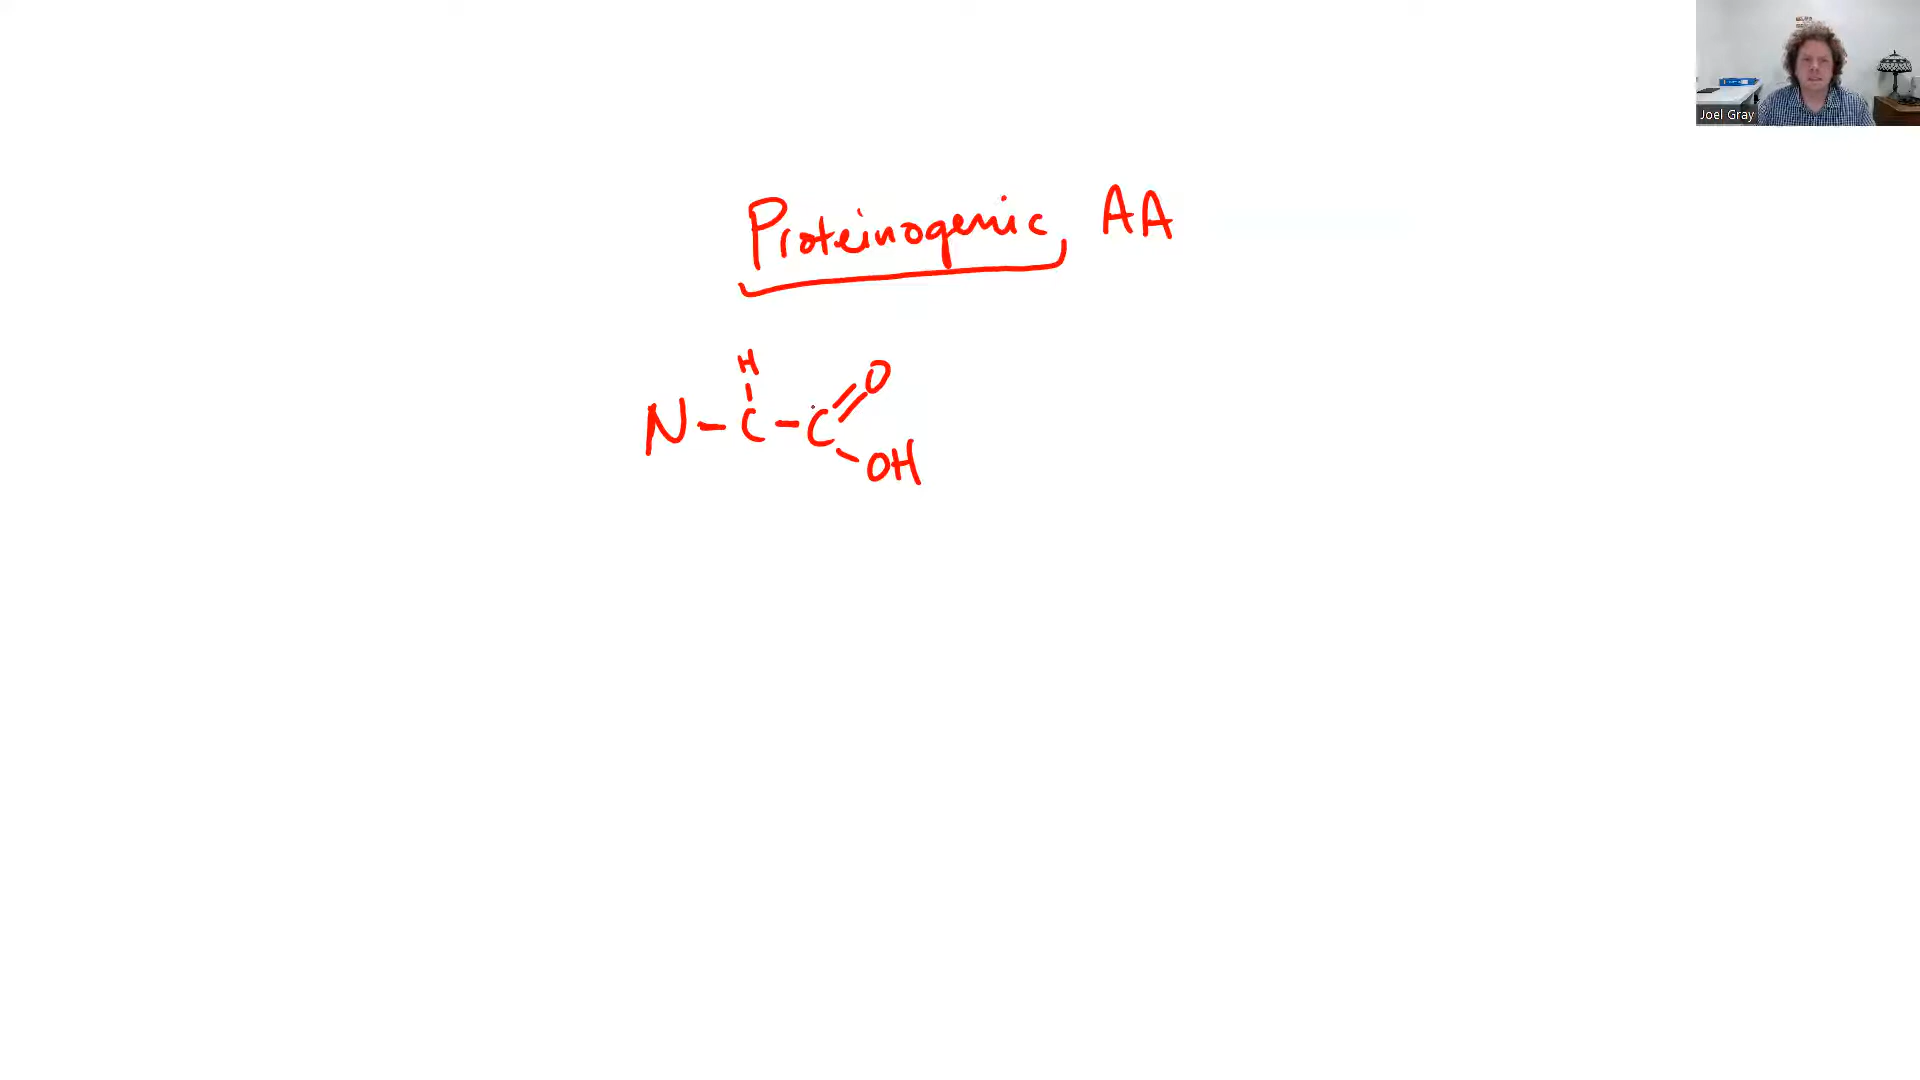 Joel Gray
Proteinogenic AA
H
O
N - C - C
OH